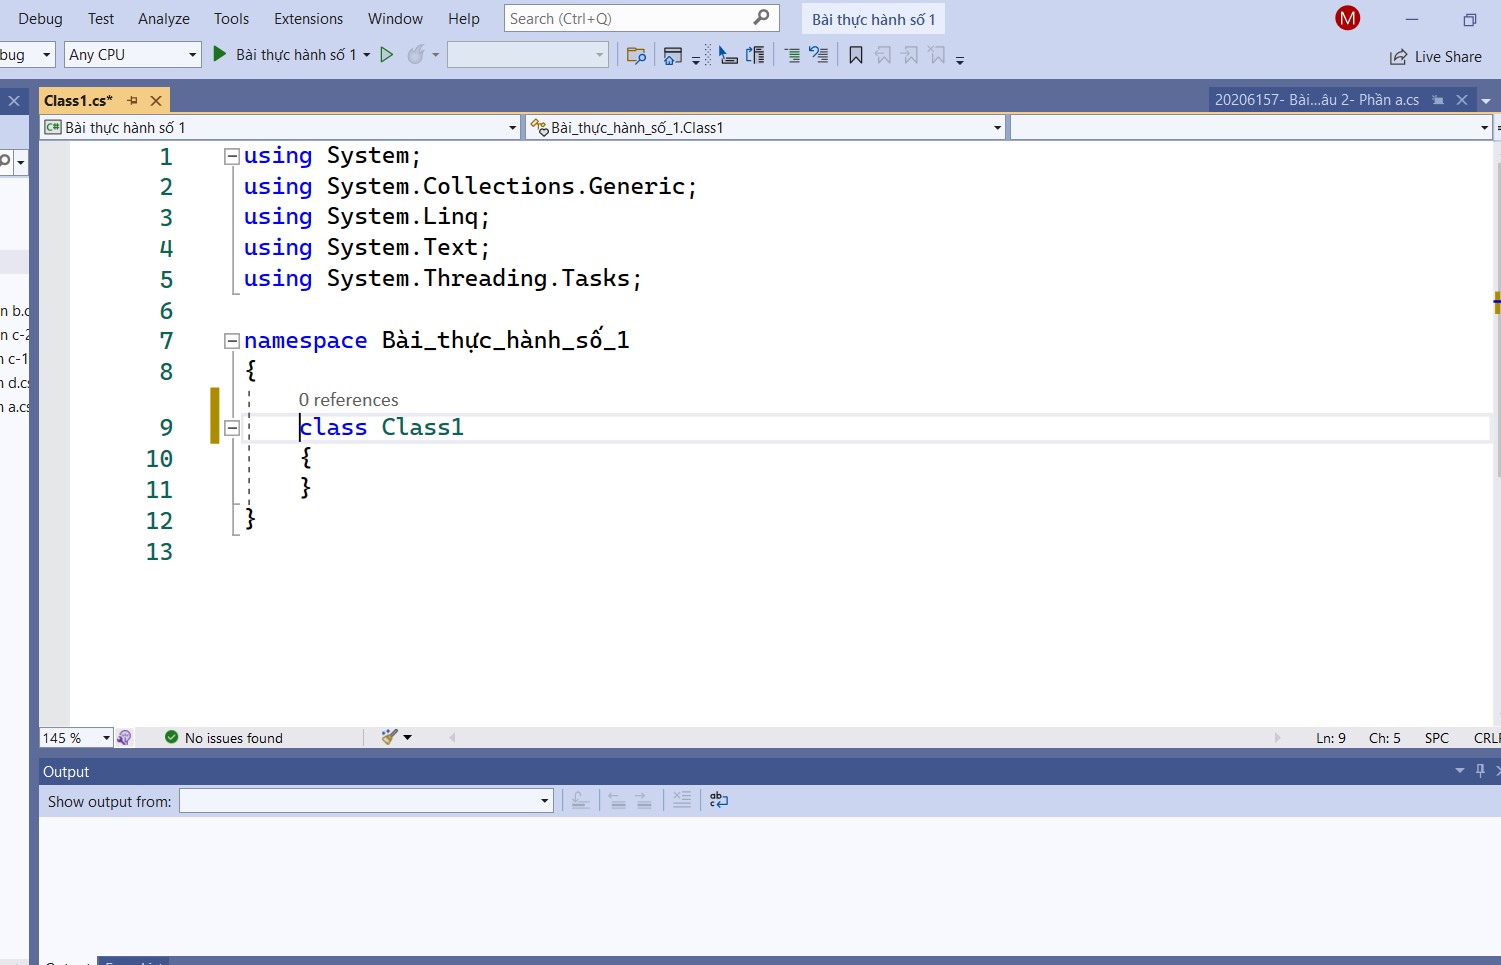 Debug Test Analyze Tools Extensions Window Help Search (Ctrl+Q) Bài thực hành số 1 M
bug Any CPU Bài thực hành số 1 Live Share
Class1.cs* 20206157- Bài...âu 2- Phần a.cs
C# Bài thực hành số 1 Bài_thực_hành_số_1.Class1
1 using System;
2 using System.Collections.Generic;
3 using System.Linq;
4 using System.Text;
5 using System.Threading.Tasks;
6
7 namespace Bài_thực_hành_số_1
8 {
0 references
9 class Class1
10 {
11 }
12 }
13
n b.c
n c-2
n c-1
n d.cs
n a.cs
145 % No issues found Ln: 9 Ch: 5 SPC CRLF
Output
Show output from: